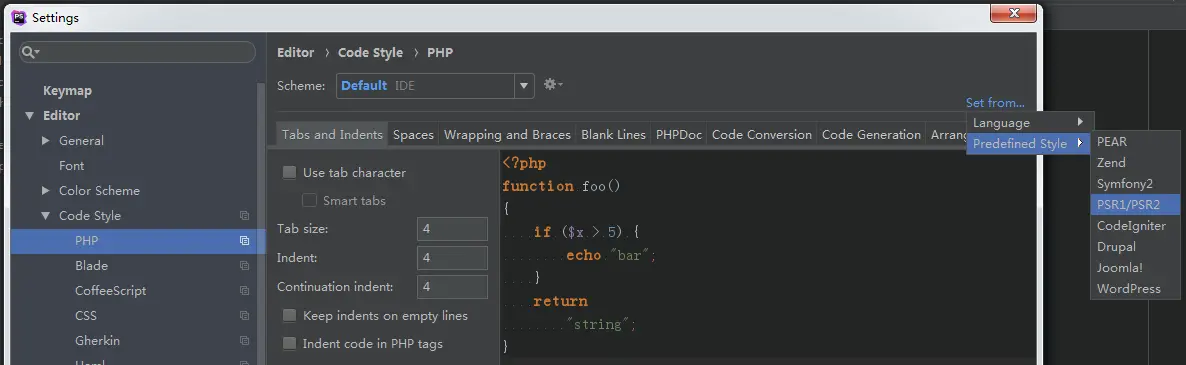 PS Settings
Keymap
Editor
General
Font
Color Scheme
Code Style
PHP
Blade
CoffeeScript
CSS
Gherkin
Haml
Editor > Code Style > PHP
Scheme: Default IDE
Set from...
Tabs and Indents Spaces Wrapping and Braces Blank Lines PHPDoc Code Conversion Code Generation Arrang
Use tab character
Smart tabs
Tab size: 4
Indent: 4
Continuation indent: 4
Keep indents on empty lines
Indent code in PHP tags
<?php
function foo()
{
if ($x > 5) {
echo "bar";
}
return
"string";
}
Language
Predefined Style
PEAR
Zend
Symfony2
PSR1/PSR2
CodeIgniter
Drupal
Joomla!
WordPress